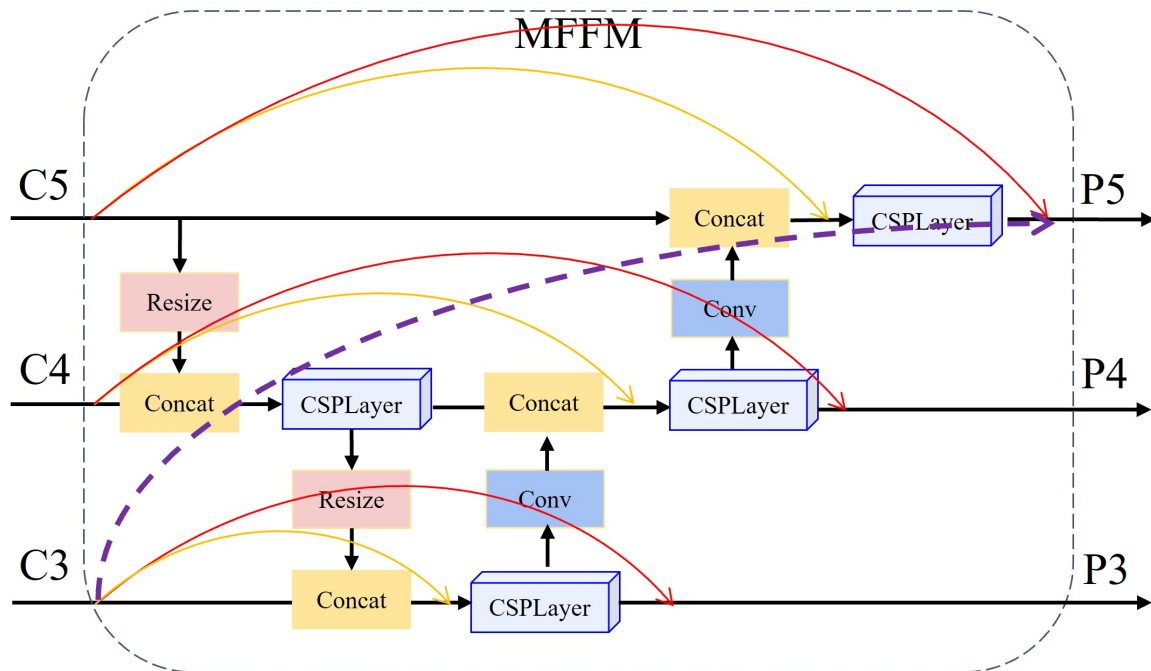 MFFM
C5
P5
Concat
CSPLayer
Resize
Conv
C4
P4
Concat
CSPLayer
Concat
CSPLayer
Resize
Conv
C3
P3
Concat
CSPLayer